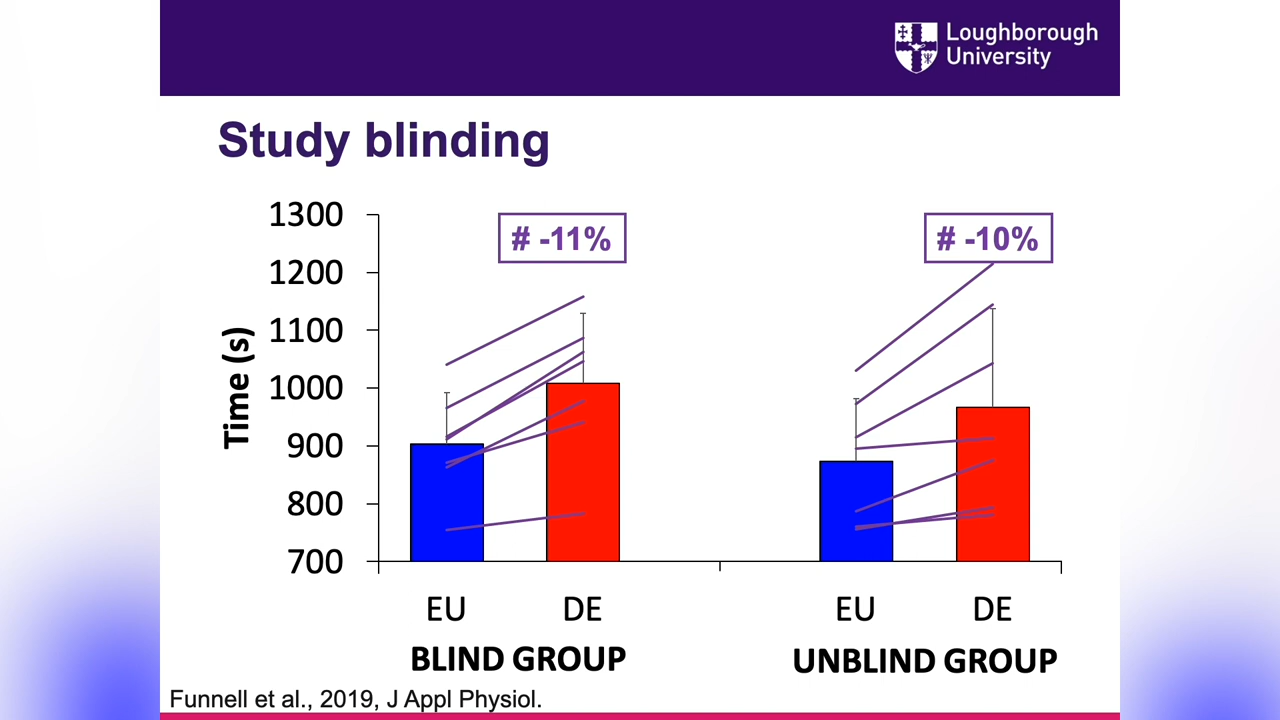 Loughborough
University
Study blinding
1300
1200
1100
1000
900
800
700
Time (s)
# -11%
# -10%
EU
DE
EU
DE
BLIND GROUP
UNBLIND GROUP
Funnell et al., 2019, J Appl Physiol.